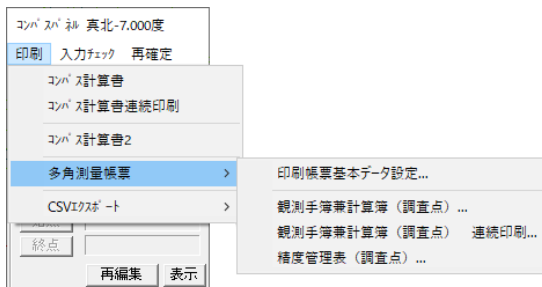 ｺﾝﾊﾟｽﾊﾟﾈﾙ 真北-7.000度
印刷 入力ﾁｪｯｸ 再確定
ｺﾝﾊﾟｽ計算書
ｺﾝﾊﾟｽ計算書連続印刷
ｺﾝﾊﾟｽ計算書2
多角測量帳票 >
印刷帳票基本データ設定...
CSVｴｸｽﾎﾟｰﾄ >
観測手簿兼計算簿（調査点）...
観測手簿兼計算簿（調査点） 連続印刷...
精度管理表（調査点）...
終点
再編集 表示